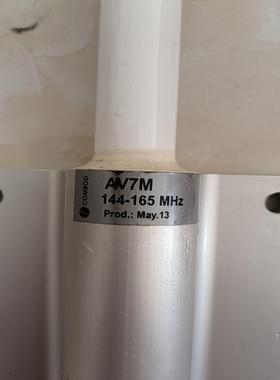 COMROD
AV7M
144-165 MHz
Prod.: May.13